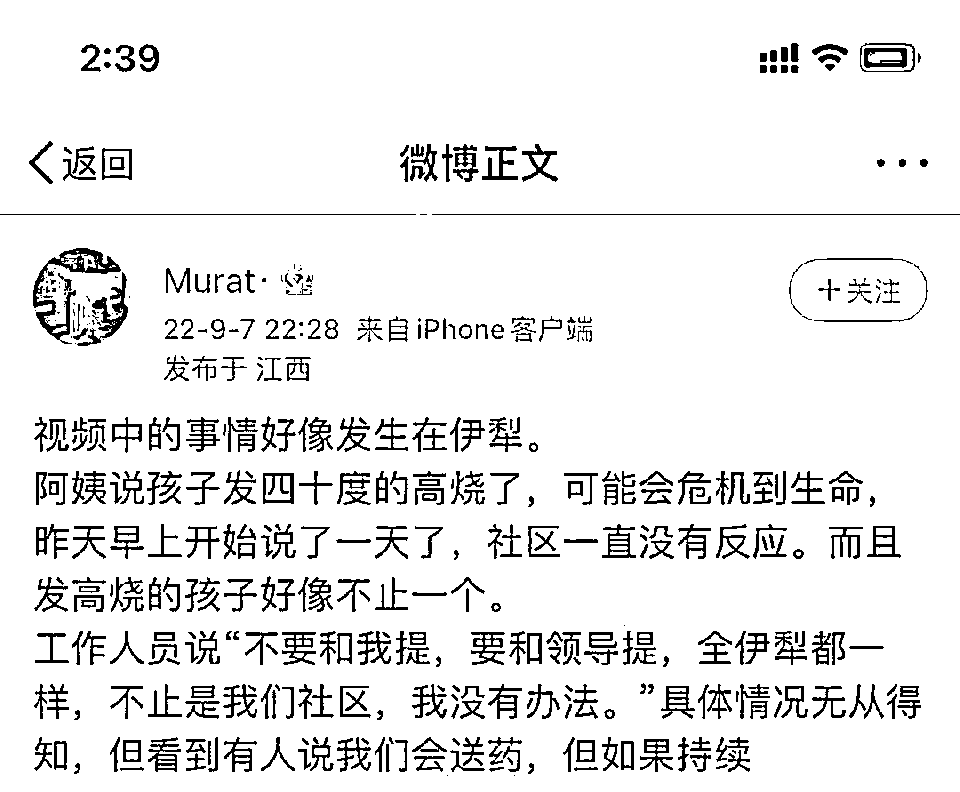 2:39
返回
微博正文
Murat·
+关注
22-9-7 22:28 来自 iPhone客户端
发布于 江西
视频中的事情好像发生在伊犁。
阿姨说孩子发四十度的高烧了，可能会危机到生命，
昨天早上开始说了一天了，社区一直没有反应。而且
发高烧的孩子好像不止一个。
工作人员说“不要和我提，要和领导提，全伊犁都一
样，不止是我们社区，我没有办法。”具体情况无从得
知，但看到有人说我们会送药，但如果持续